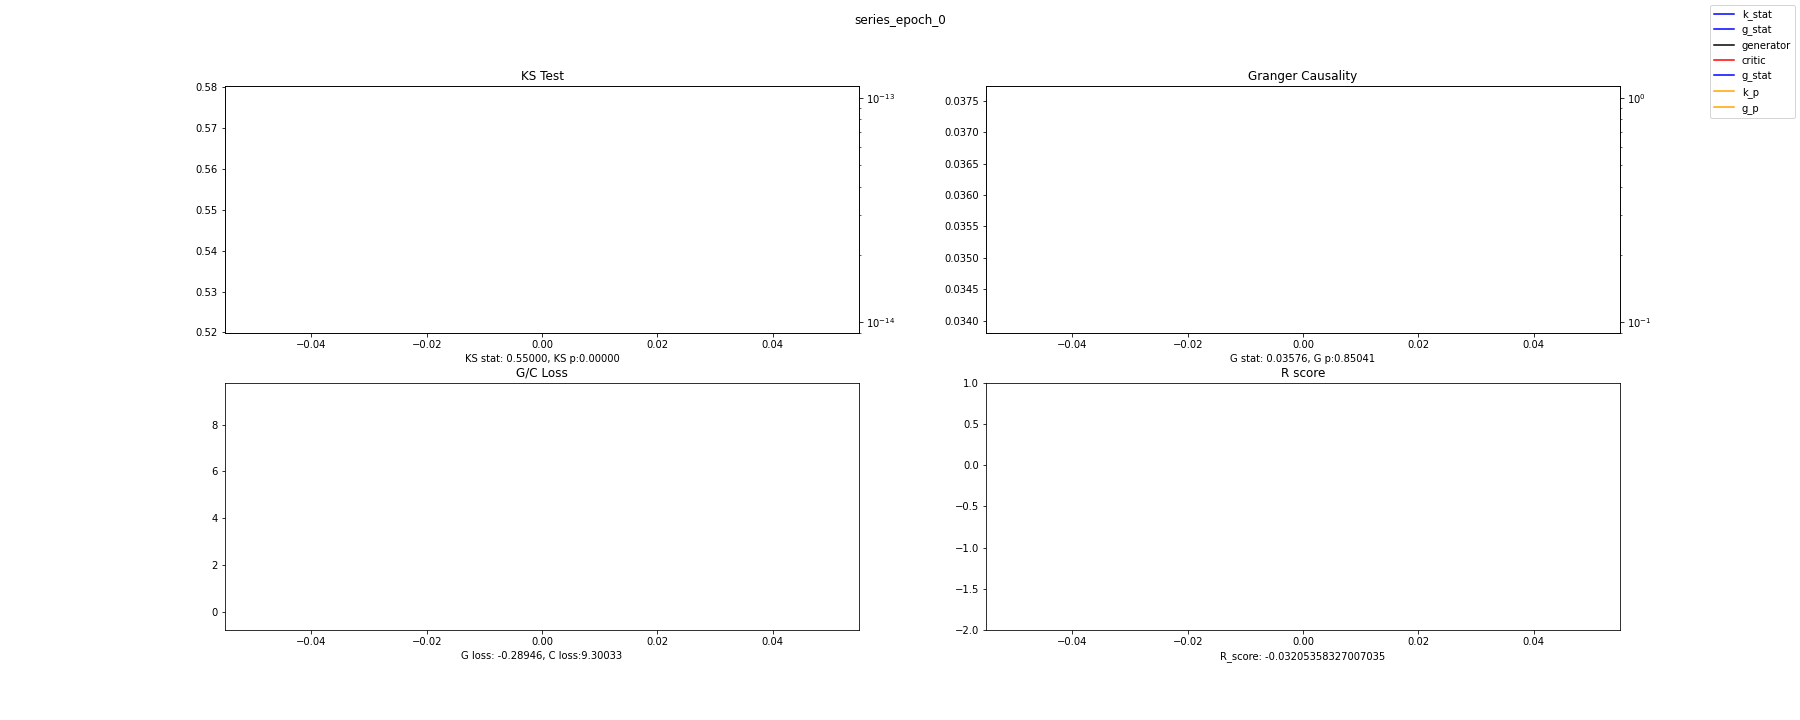 series_epoch_0
k_stat
g_stat
generator
critic
g_stat
k_p
g_p
KS Test
0.58
0.57
0.56
0.55
0.54
0.53
0.52
10⁻¹³
10⁻¹⁴
−0.04 −0.02 0.00 0.02 0.04
KS stat: 0.55000, KS p:0.00000
Granger Causality
0.0375
0.0370
0.0365
0.0360
0.0355
0.0350
0.0345
0.0340
10⁰
10⁻¹
−0.04 −0.02 0.00 0.02 0.04
G stat: 0.03576, G p:0.85041
G/C Loss
8
6
4
2
0
−0.04 −0.02 0.00 0.02 0.04
G loss: -0.28946, C loss:9.30033
R score
1.0
0.5
0.0
−0.5
−1.0
−1.5
−2.0
−0.04 −0.02 0.00 0.02 0.04
R_score: -0.03205358327007035